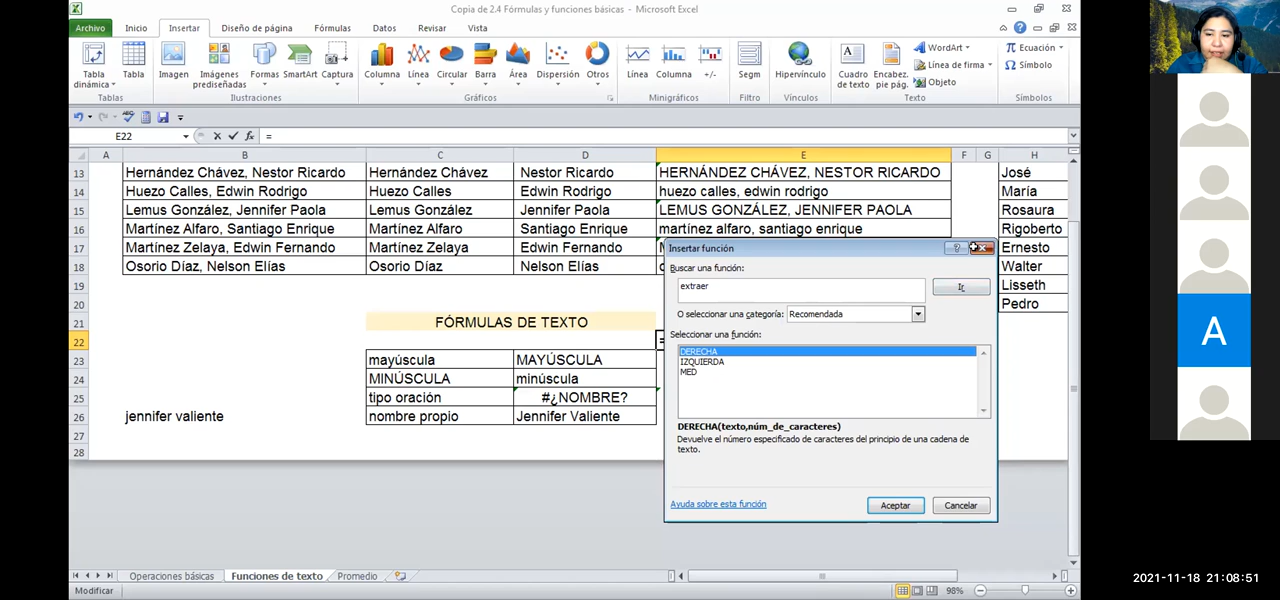 Copia de 2.4 Fórmulas y funciones básicas - Microsoft Excel
Archivo Inicio Insertar Diseño de página Fórmulas Datos Revisar Vista
Tabla dinámica Tabla Imagen Imágenes prediseñadas Formas SmartArt Captura Columna Línea Circular Barra Área Dispersión Otros Línea Columna +/- Segm Hipervínculo Cuadro de texto Encabez. pie pág. WordArt Línea de firma Objeto Ecuación Símbolo
Tablas Ilustraciones Gráficos Minigráficos Filtro Vínculos Texto Símbolos
E22 fx =
A B C D E F G H
13 Hernández Chávez, Nestor Ricardo Hernández Chávez Nestor Ricardo HERNÁNDEZ CHÁVEZ, NESTOR RICARDO José
14 Huezo Calles, Edwin Rodrigo Huezo Calles Edwin Rodrigo huezo calles, edwin rodrigo María
15 Lemus González, Jennifer Paola Lemus González Jennifer Paola LEMUS GONZÁLEZ, JENNIFER PAOLA Rosaura
16 Martínez Alfaro, Santiago Enrique Martínez Alfaro Santiago Enrique martínez alfaro, santiago enrique Rigoberto
17 Martínez Zelaya, Edwin Fernando Martínez Zelaya Edwin Fernando Ernesto
18 Osorio Díaz, Nelson Elías Osorio Díaz Nelson Elías Walter
19 Lisseth
20 Pedro
21 FÓRMULAS DE TEXTO
22 =
23 mayúscula MAYÚSCULA
24 MINÚSCULA minúscula
25 tipo oración #¿NOMBRE?
26 jennifer valiente nombre propio Jennifer Valiente
27
28
Insertar función
Buscar una función:
extraer
Ir
O seleccionar una categoría: Recomendada
Seleccionar una función:
DERECHA
IZQUIERDA
MED
DERECHA(texto,núm_de_caracteres)
Devuelve el número especificado de caracteres del principio de una cadena de
texto.
Ayuda sobre esta función Aceptar Cancelar
Operaciones básicas Funciones de texto Promedio
Modificar 98%
A
2021-11-18 21:08:51